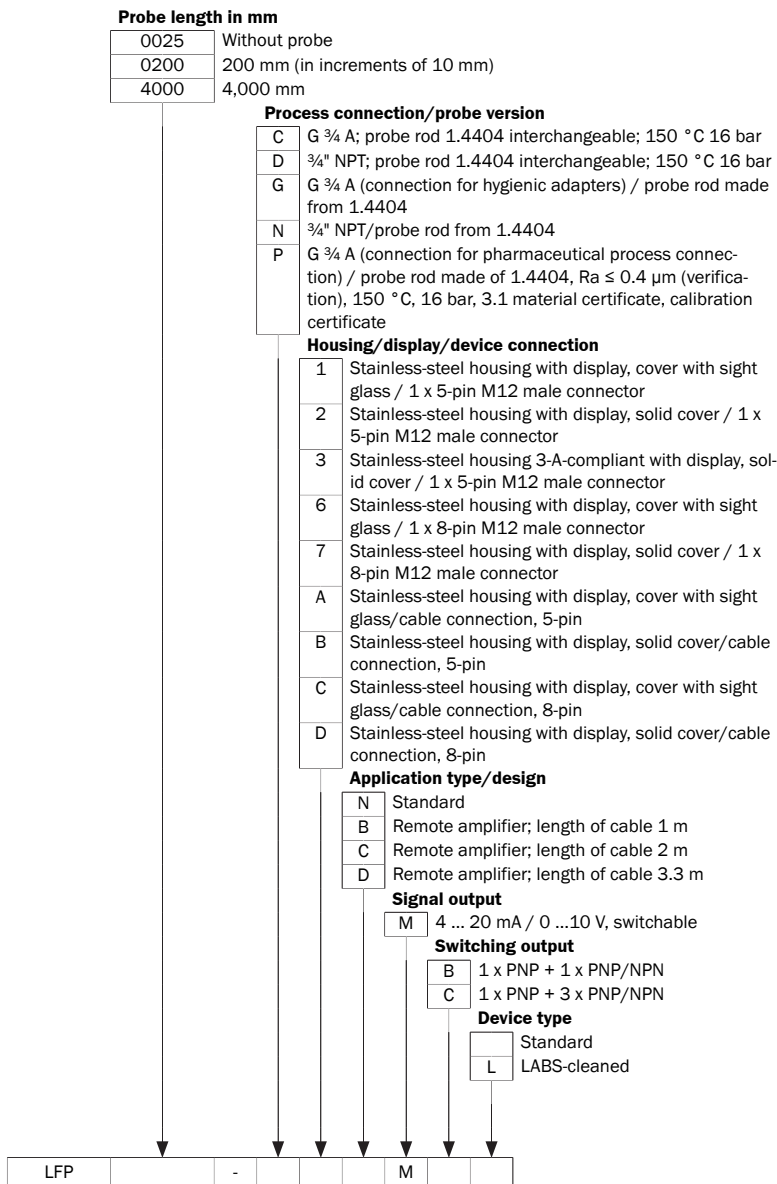 Probe length in mm
0025 Without probe
0200 200 mm (in increments of 10 mm)
4000 4,000 mm
Process connection/probe version
C G ¾ A; probe rod 1.4404 interchangeable; 150 °C 16 bar
D ¾" NPT; probe rod 1.4404 interchangeable; 150 °C 16 bar
G G ¾ A (connection for hygienic adapters) / probe rod made
from 1.4404
N ¾" NPT/probe rod from 1.4404
P G ¾ A (connection for pharmaceutical process connec-
tion) / probe rod made of 1.4404, Ra ≤ 0.4 µm (verifica-
tion), 150 °C, 16 bar, 3.1 material certificate, calibration
certificate
Housing/display/device connection
1 Stainless-steel housing with display, cover with sight
glass / 1 x 5-pin M12 male connector
2 Stainless-steel housing with display, solid cover / 1 x
5-pin M12 male connector
3 Stainless-steel housing 3-A-compliant with display, sol-
id cover / 1 x 5-pin M12 male connector
6 Stainless-steel housing with display, cover with sight
glass / 1 x 8-pin M12 male connector
7 Stainless-steel housing with display, solid cover / 1 x
8-pin M12 male connector
A Stainless-steel housing with display, cover with sight
glass/cable connection, 5-pin
B Stainless-steel housing with display, solid cover/cable
connection, 5-pin
C Stainless-steel housing with display, cover with sight
glass/cable connection, 8-pin
D Stainless-steel housing with display, solid cover/cable
connection, 8-pin
Application type/design
N Standard
B Remote amplifier; length of cable 1 m
C Remote amplifier; length of cable 2 m
D Remote amplifier; length of cable 3.3 m
Signal output
M 4 ... 20 mA / 0 ...10 V, switchable
Switching output
B 1 x PNP + 1 x PNP/NPN
C 1 x PNP + 3 x PNP/NPN
Device type
Standard
L LABS-cleaned
LFP - M